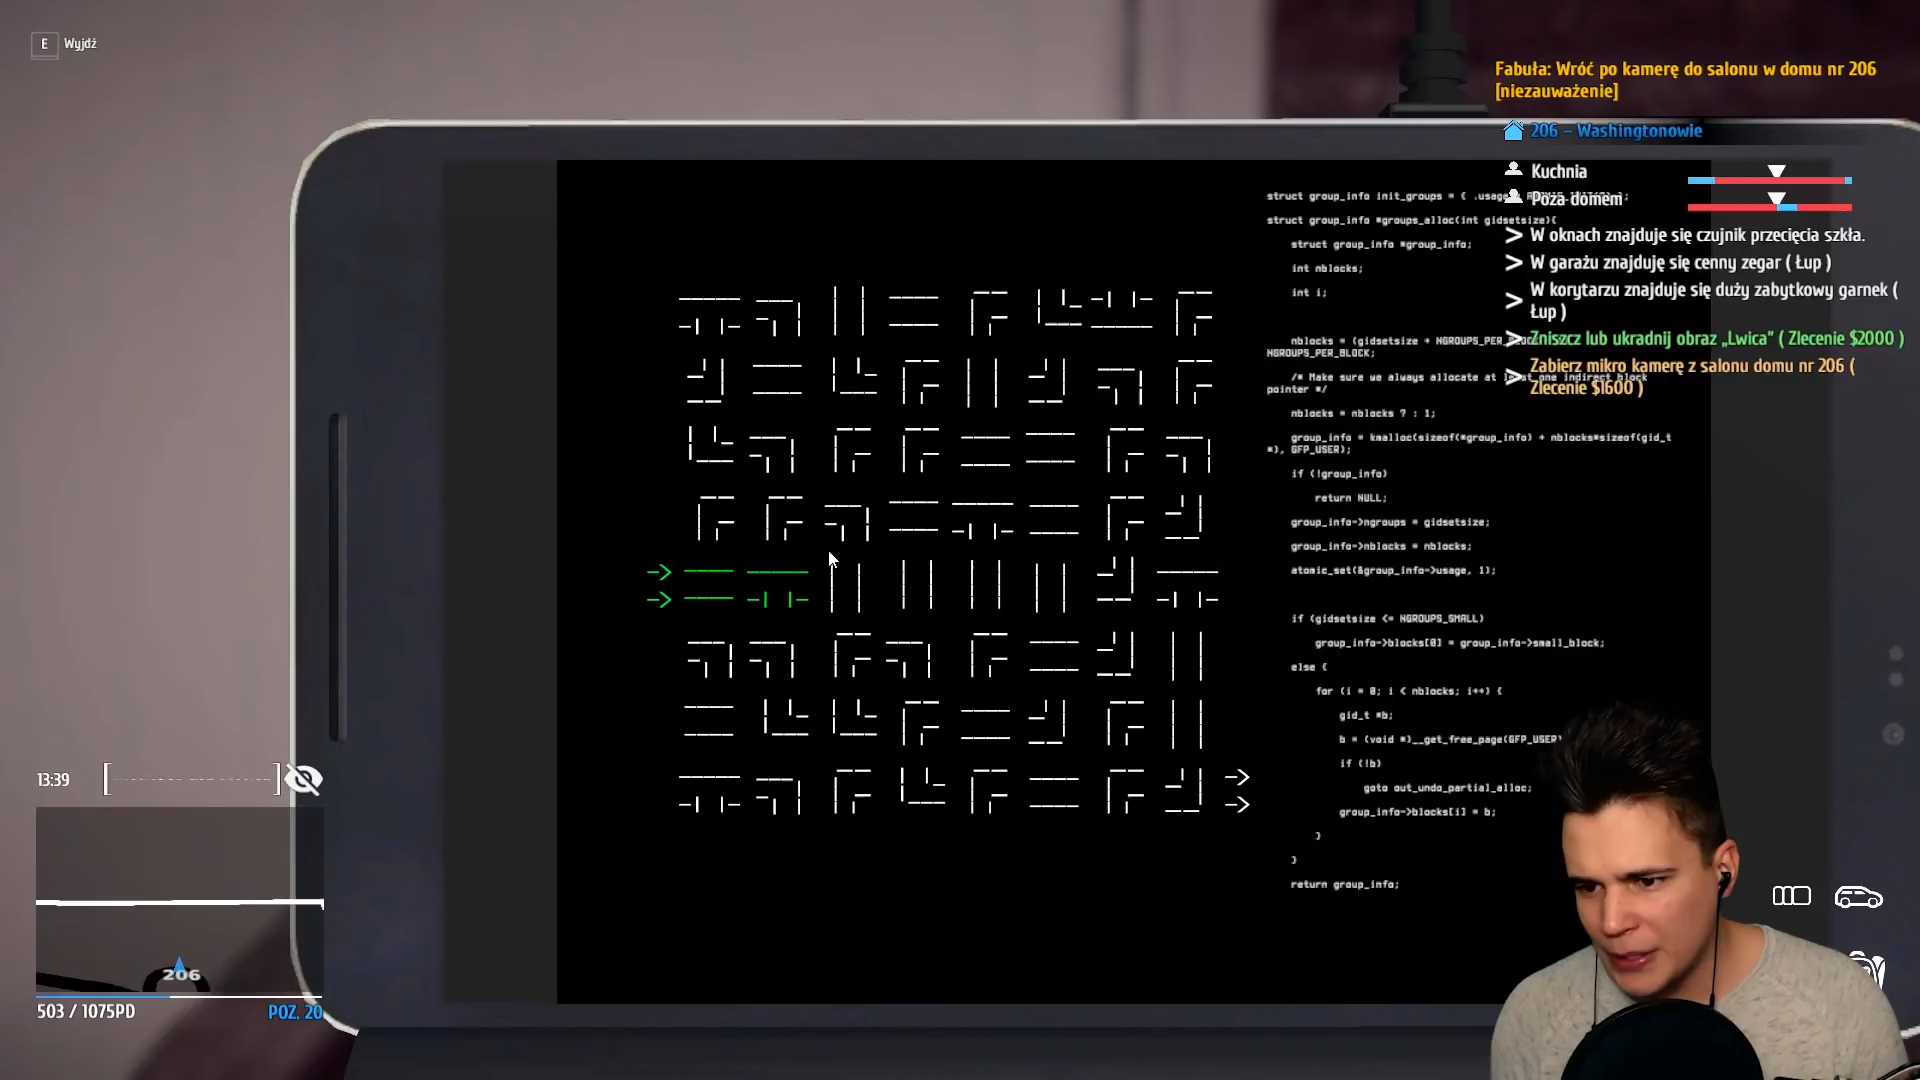 E Wyjdź
Fabuła: Wróć po kamerę do salonu w domu nr 206
[niezauważenie]
206 – Washingtonowie
Kuchnia
Poza domem
W oknach znajduje się czujnik przecięcia szkła.
W garażu znajduję się cenny zegar ( Łup )
W korytarzu znajduje się duży zabytkowy garnek (
Łup )
Zniszcz lub ukradnij obraz „Lwica” ( Zlecenie $2000 )
Zabierz mikro kamerę z salonu domu nr 206 (
Zlecenie $1600 )
struct group_info init_groups = { .usage
struct group_info *groups_alloc(int gidsetsize){
struct group_info *group_info;
int nblocks;
int i;
nblocks = (gidsetsize + NGROUPS_PER_
NGROUPS_PER_BLOCK;
/* Make sure we always allocate at least one indirect block
pointer */
nblocks = nblocks ? : 1;
group_info = kmalloc(sizeof(*group_info) + nblocks*sizeof(gid_t
*), GFP_USER);
if (!group_info)
return NULL;
group_info->ngroups = gidsetsize;
group_info->nblocks = nblocks;
atomic_set(&group_info->usage, 1);
if (gidsetsize <= NGROUPS_SMALL)
group_info->blocks[0] = group_info->small_block;
else {
for (i = 0; i < nblocks; i++) {
gid_t *b;
b = (void *)__get_free_page(GFP_USER)
if (!b)
goto out_undo_partial_alloc;
group_info->blocks[i] = b;
}
}
return group_info;
13:39
206
503 / 1075PD
POZ. 20